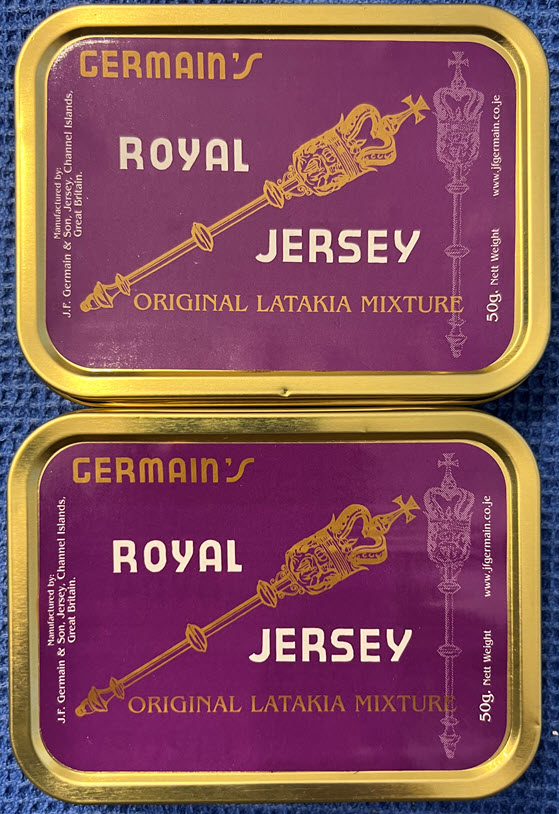 GERMAIN'S
ROYAL
JERSEY
ORIGINAL LATAKIA MIXTURE
Manufactured by:
J.F. Germain & Son, Jersey, Channel Islands,
Great Britain.
50g. Nett Weight www.jfgermain.co.je
GERMAIN'S
ROYAL
JERSEY
ORIGINAL LATAKIA MIXTURE
Manufactured by:
J.F. Germain & Son, Jersey, Channel Islands,
Great Britain.
50g. Nett Weight www.jfgermain.co.je